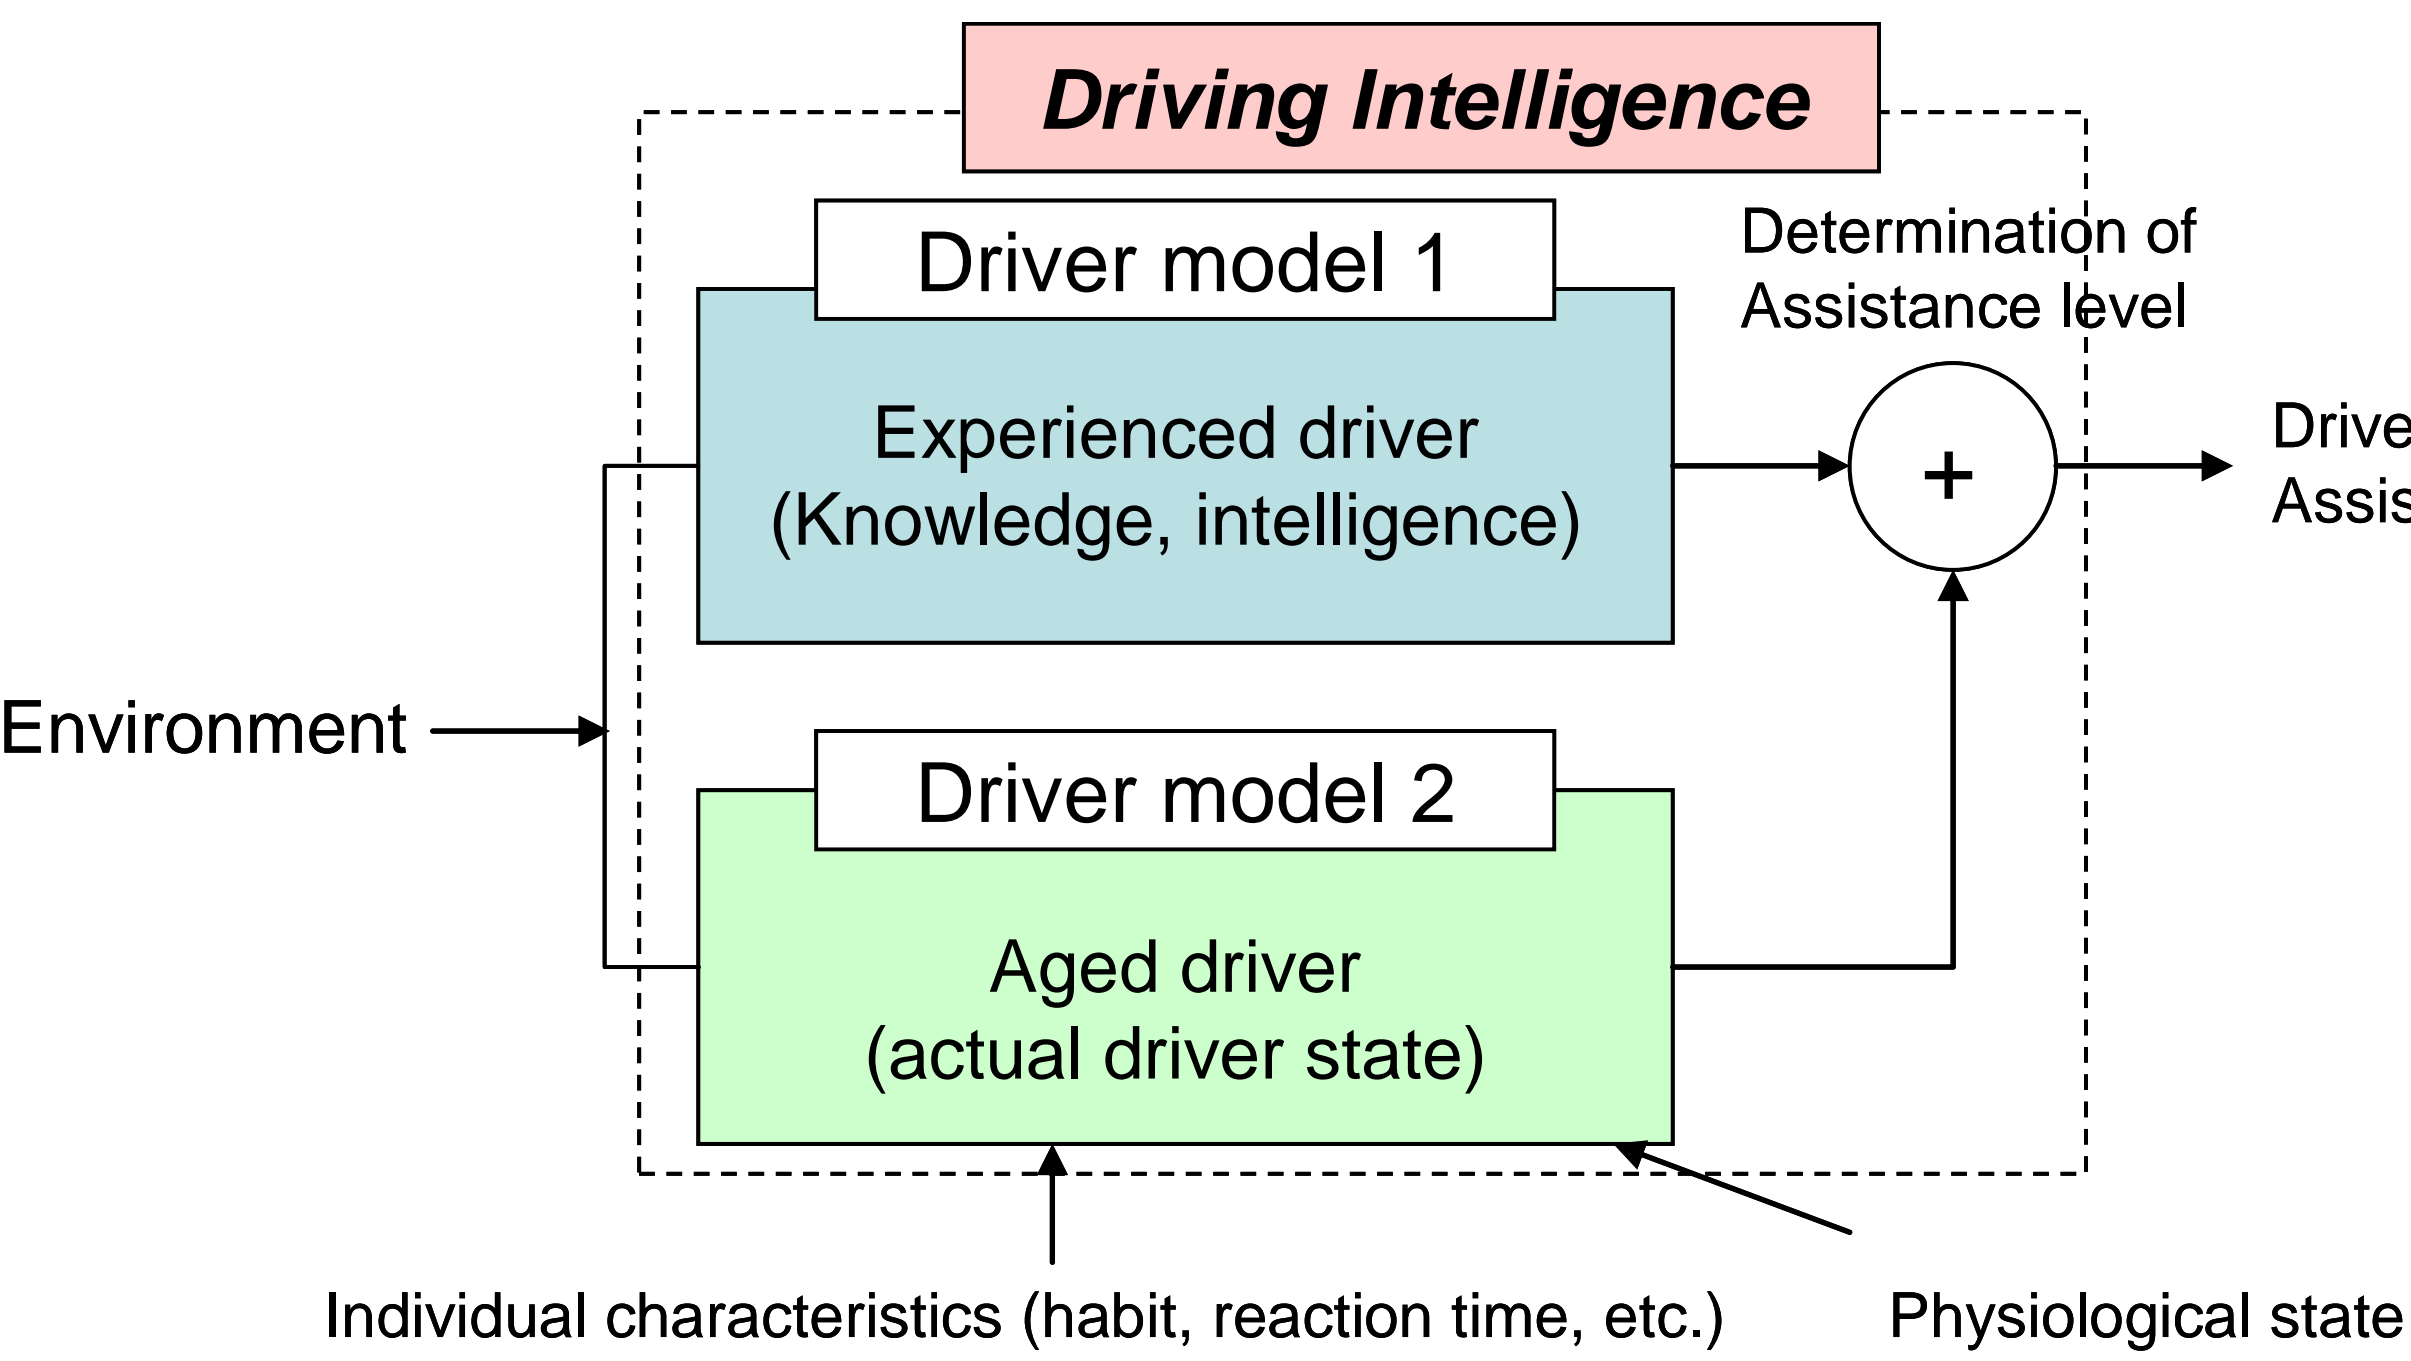 Driving Intelligence
Driver model 1
Determination of
Assistance level
Experienced driver
(Knowledge, intelligence)
+
Environment
Driver model 2
Aged driver
(actual driver state)
Individual characteristics (habit, reaction time, etc.)
Physiological state